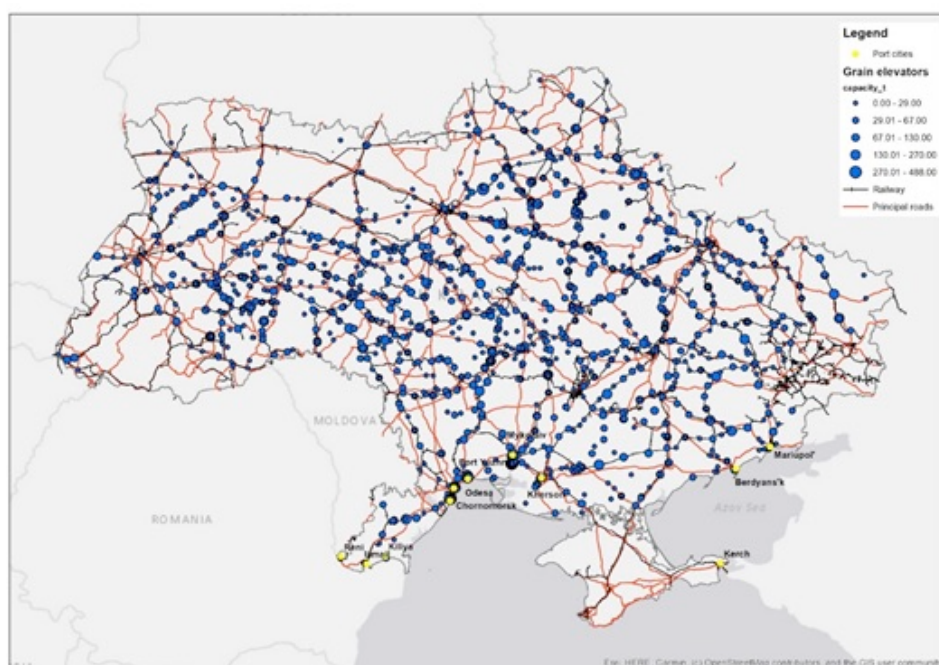 Legend
Port cities
Grain elevators
capacity_1
0.00 - 29.00
29.01 - 67.00
67.01 - 130.00
130.01 - 270.00
270.01 - 488.00
Railway
Principal roads
MOLDOVA
ROMANIA
Mykolaiv
Odesa
Chornomorsk
Kherson
Mariupol'
Berdyans'k
Azov Sea
Reni
Izmail
Kiliya
Kerch
Esri, HERE, Garmin, (c) OpenStreetMap contributors, and the GIS user community